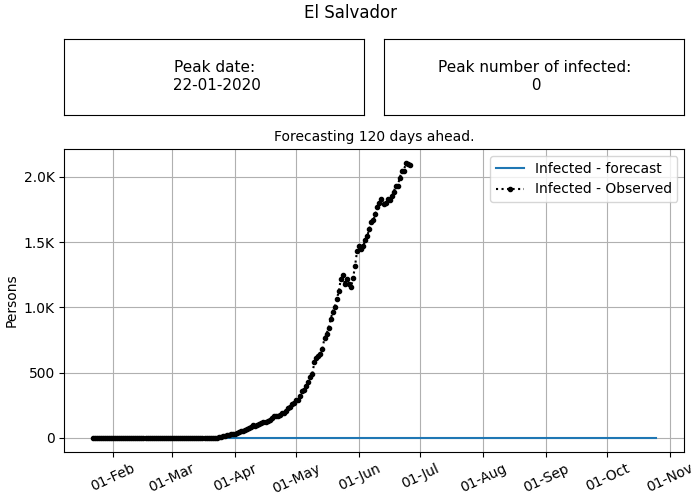 El Salvador
Peak date:
22-01-2020
Peak number of infected:
0
Forecasting 120 days ahead.
Infected - forecast
Infected - Observed
Persons
2.0K
1.5K
1.0K
500
0
01-Feb
01-Mar
01-Apr
01-May
01-Jun
01-Jul
01-Aug
01-Sep
01-Oct
01-Nov